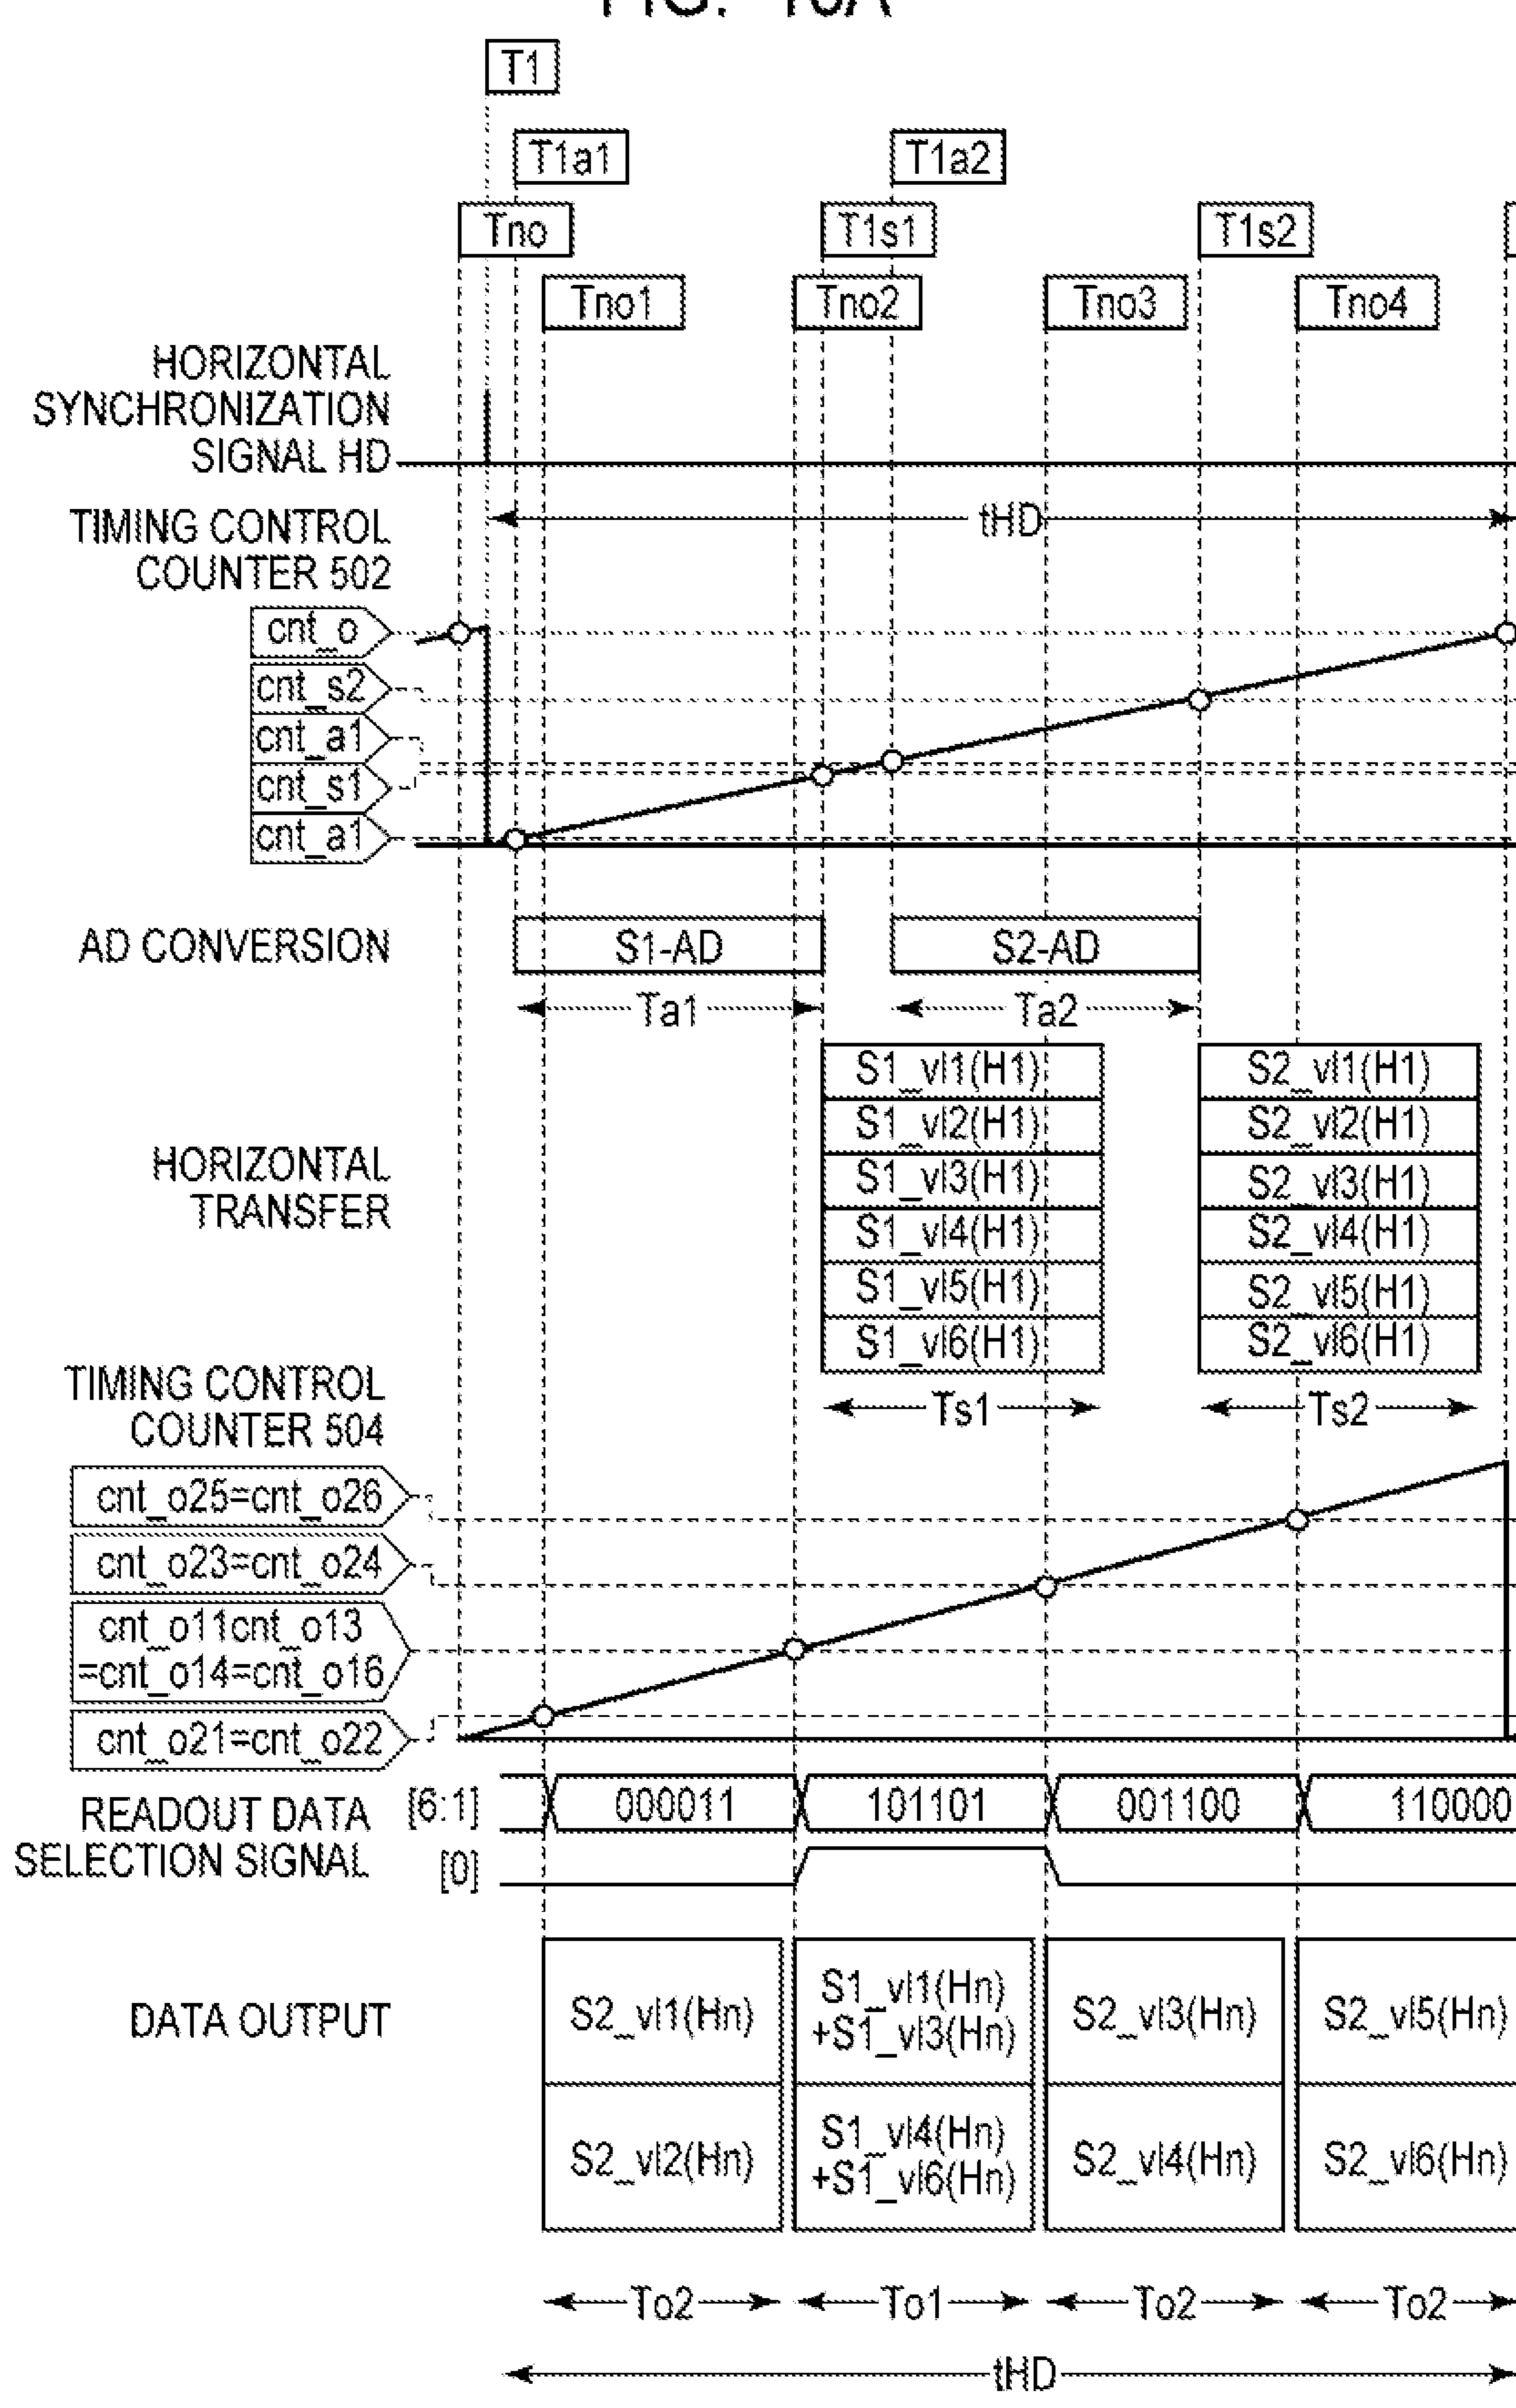 FIG. 16A
T1
T1a1
T1a2
Tno
T1s1
T1s2
Tno1
Tno2
Tno3
Tno4
HORIZONTAL
SYNCHRONIZATION
SIGNAL HD
TIMING CONTROL
COUNTER 502
tHD
cnt_o
cnt_s2
cnt_a1
cnt_s1
cnt_a1
AD CONVERSION
S1-AD
S2-AD
Ta1
Ta2
HORIZONTAL
TRANSFER
S1_vl1(H1)
S1_vl2(H1)
S1_vl3(H1)
S1_vl4(H1)
S1_vl5(H1)
S1_vl6(H1)
S2_vl1(H1)
S2_vl2(H1)
S2_vl3(H1)
S2_vl4(H1)
S2_vl5(H1)
S2_vl6(H1)
Ts1
Ts2
TIMING CONTROL
COUNTER 504
cnt_o25=cnt_o26
cnt_o23=cnt_o24
cnt_o11cnt_o13
=cnt_o14=cnt_o16
cnt_o21=cnt_o22
READOUT DATA
SELECTION SIGNAL
[6:1]
000011
101101
001100
110000
[0]
DATA OUTPUT
S2_vl1(Hn)
S1_vl1(Hn)
+S1_vl3(Hn)
S2_vl3(Hn)
S2_vl5(Hn)
S2_vl2(Hn)
S1_vl4(Hn)
+S1_vl6(Hn)
S2_vl4(Hn)
S2_vl6(Hn)
To2
To1
To2
To2
tHD